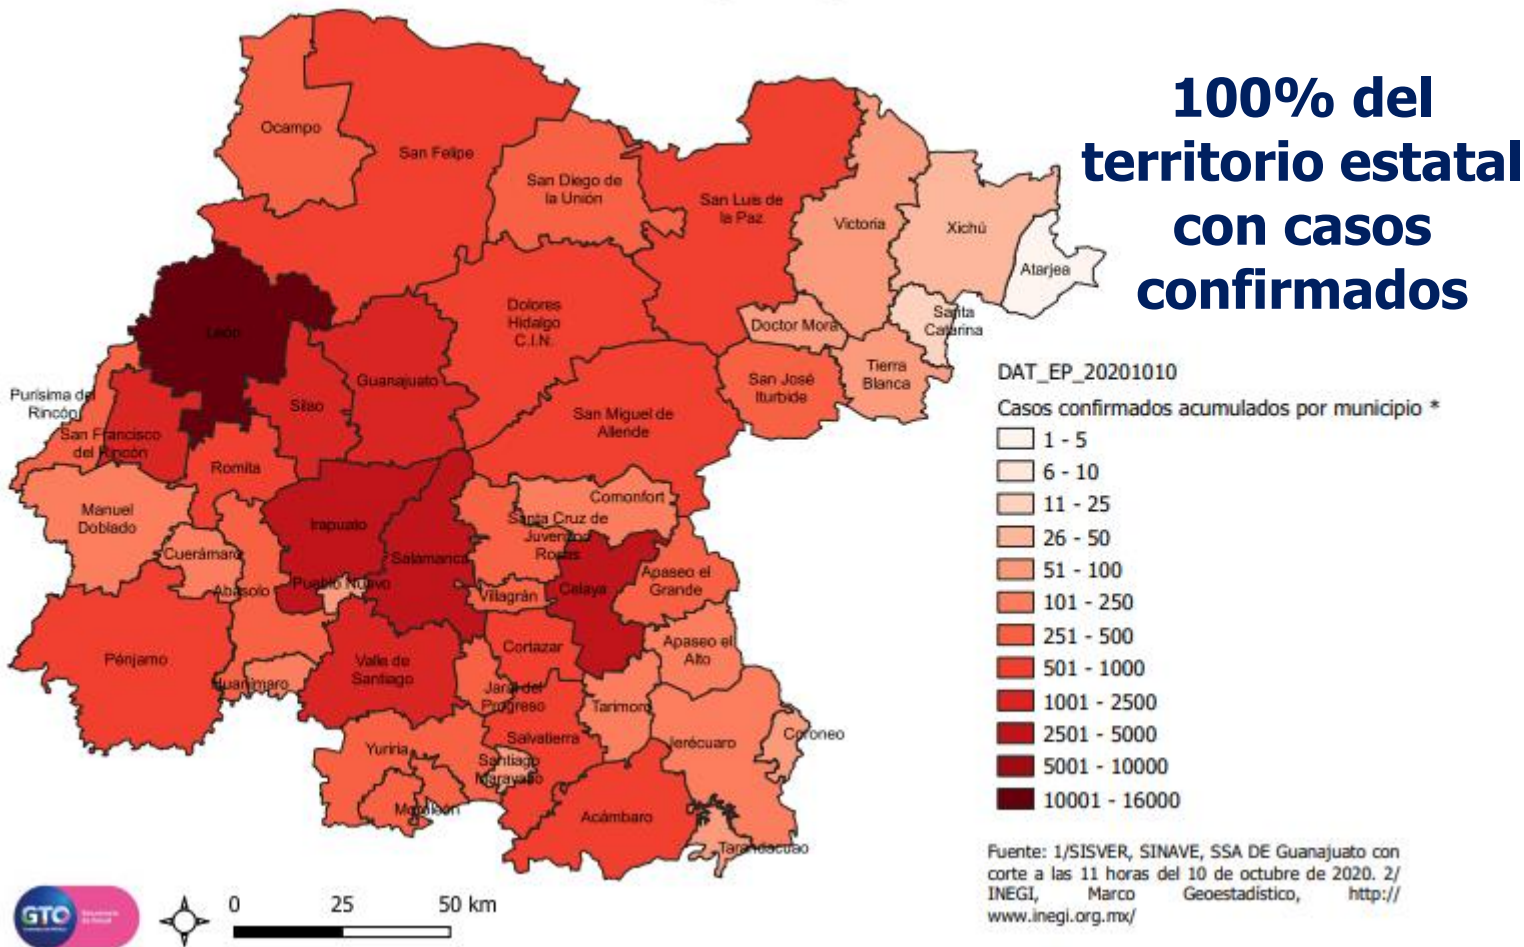 100% del
territorio estatal
con casos
confirmados
Ocampo
San Felipe
San Diego de
la Unión
San Luis de
la Paz
Victoria
Xichú
Atarjea
León
Dolores
Hidalgo
C.I.N.
Doctor Mora
Santa
Catarina
Tierra
Blanca
San José
Iturbide
Guanajuato
Silao
San Miguel de
Allende
Purísima del
Rincón
San Francisco
del Rincón
Romita
Manuel
Doblado
Cuerámaro
Irapuato
Salamanca
Comonfort
Santa Cruz de
Juventino
Rosas
Abasolo
Pueblo Nuevo
Villagrán
Celaya
Apaseo el
Grande
Pénjamo
Huanímaro
Valle de
Santiago
Cortazar
Apaseo el
Alto
Jaral del
Progreso
Tarimoro
Salvatierra
Jerécuaro
Coroneo
Yuriria
Santiago
Maravatío
Moroleón
Acámbaro
Tarandacuao
DAT_EP_20201010
Casos confirmados acumulados por municipio *
1 - 5
6 - 10
11 - 25
26 - 50
51 - 100
101 - 250
251 - 500
501 - 1000
1001 - 2500
2501 - 5000
5001 - 10000
10001 - 16000
Fuente: 1/SISVER, SINAVE, SSA DE Guanajuato con
corte a las 11 horas del 10 de octubre de 2020. 2/
INEGI, Marco Geoestadístico, http://
www.inegi.org.mx/
GTO
0 25 50 km